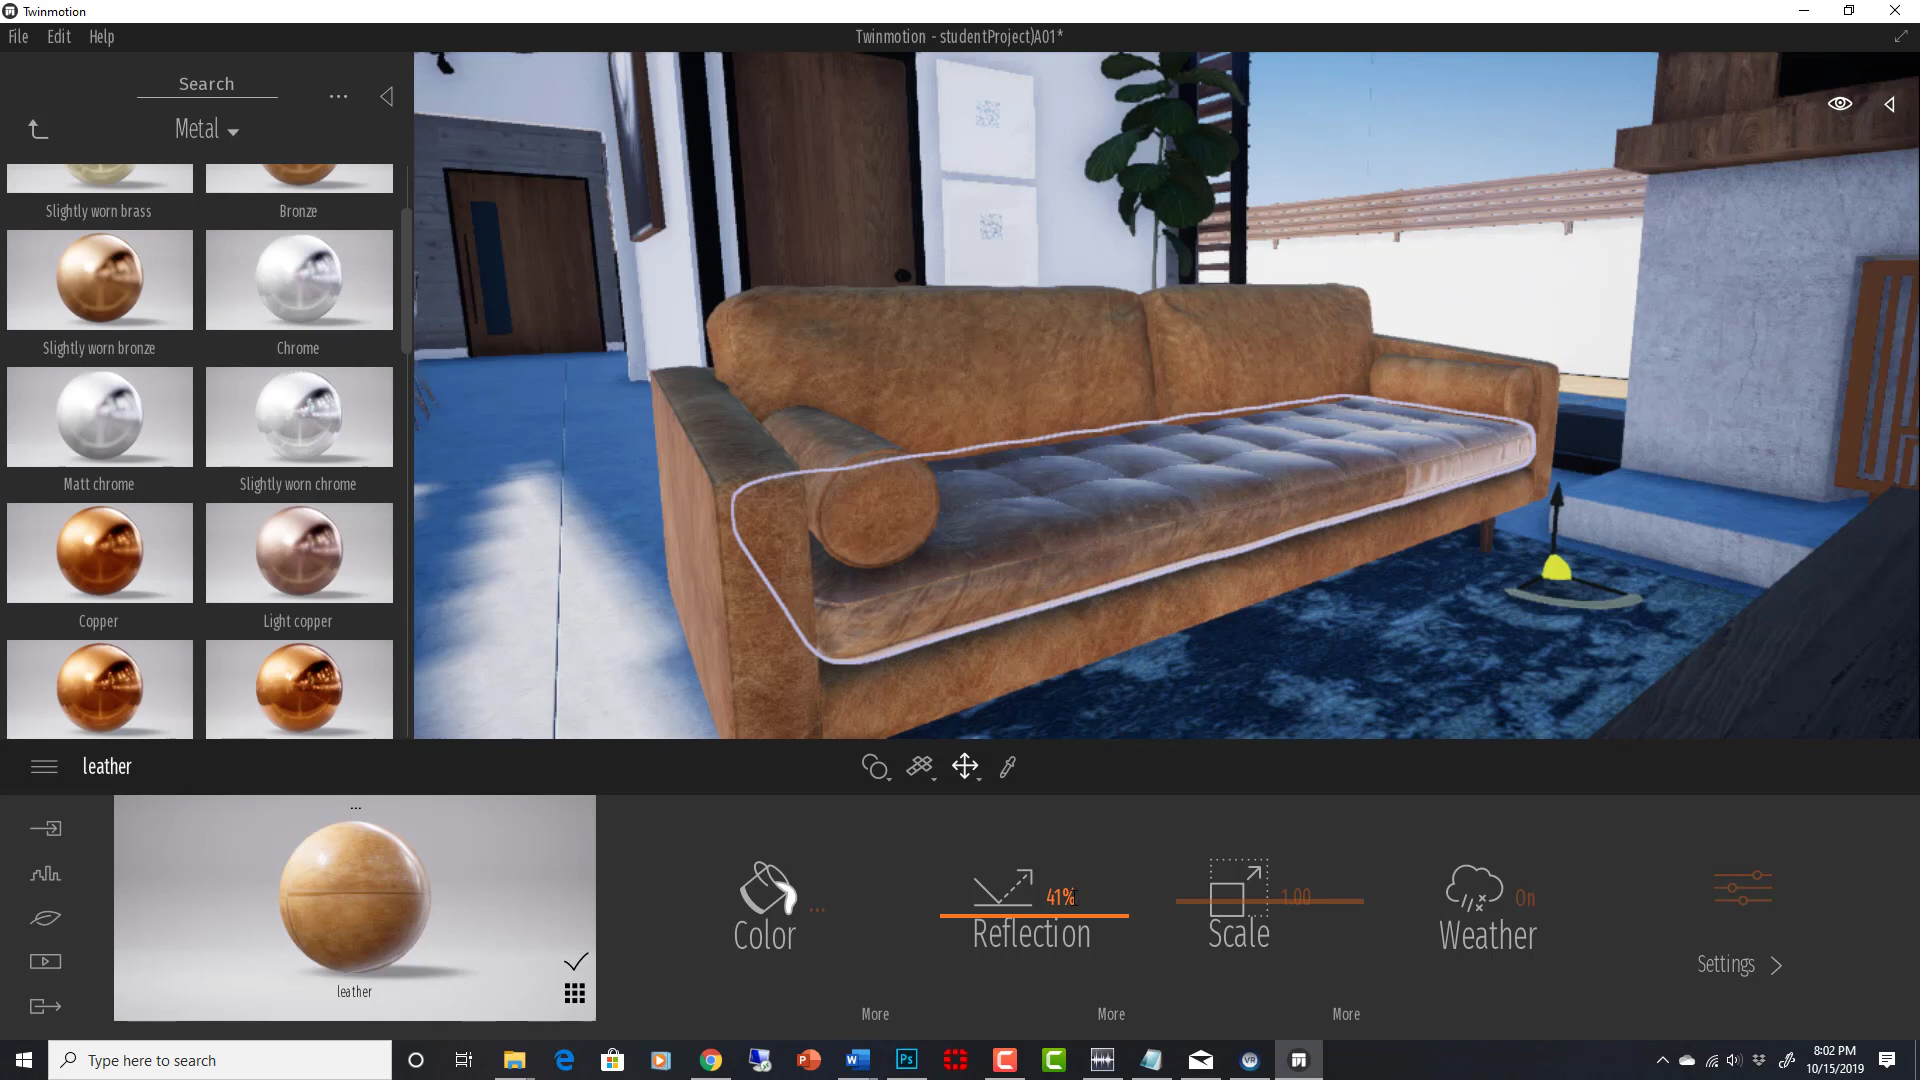 Twinmotion
File Edit Help
Twinmotion - studentProject)A01*
Search
...
Metal
Slightly worn brass
Bronze
Slightly worn bronze
Chrome
Matt chrome
Slightly worn chrome
Copper
Light copper
leather
...
leather
Color
...
More
41%
Reflection
More
1.00
Scale
More
On
Weather
Settings
Type here to search
8:02 PM
10/15/2019